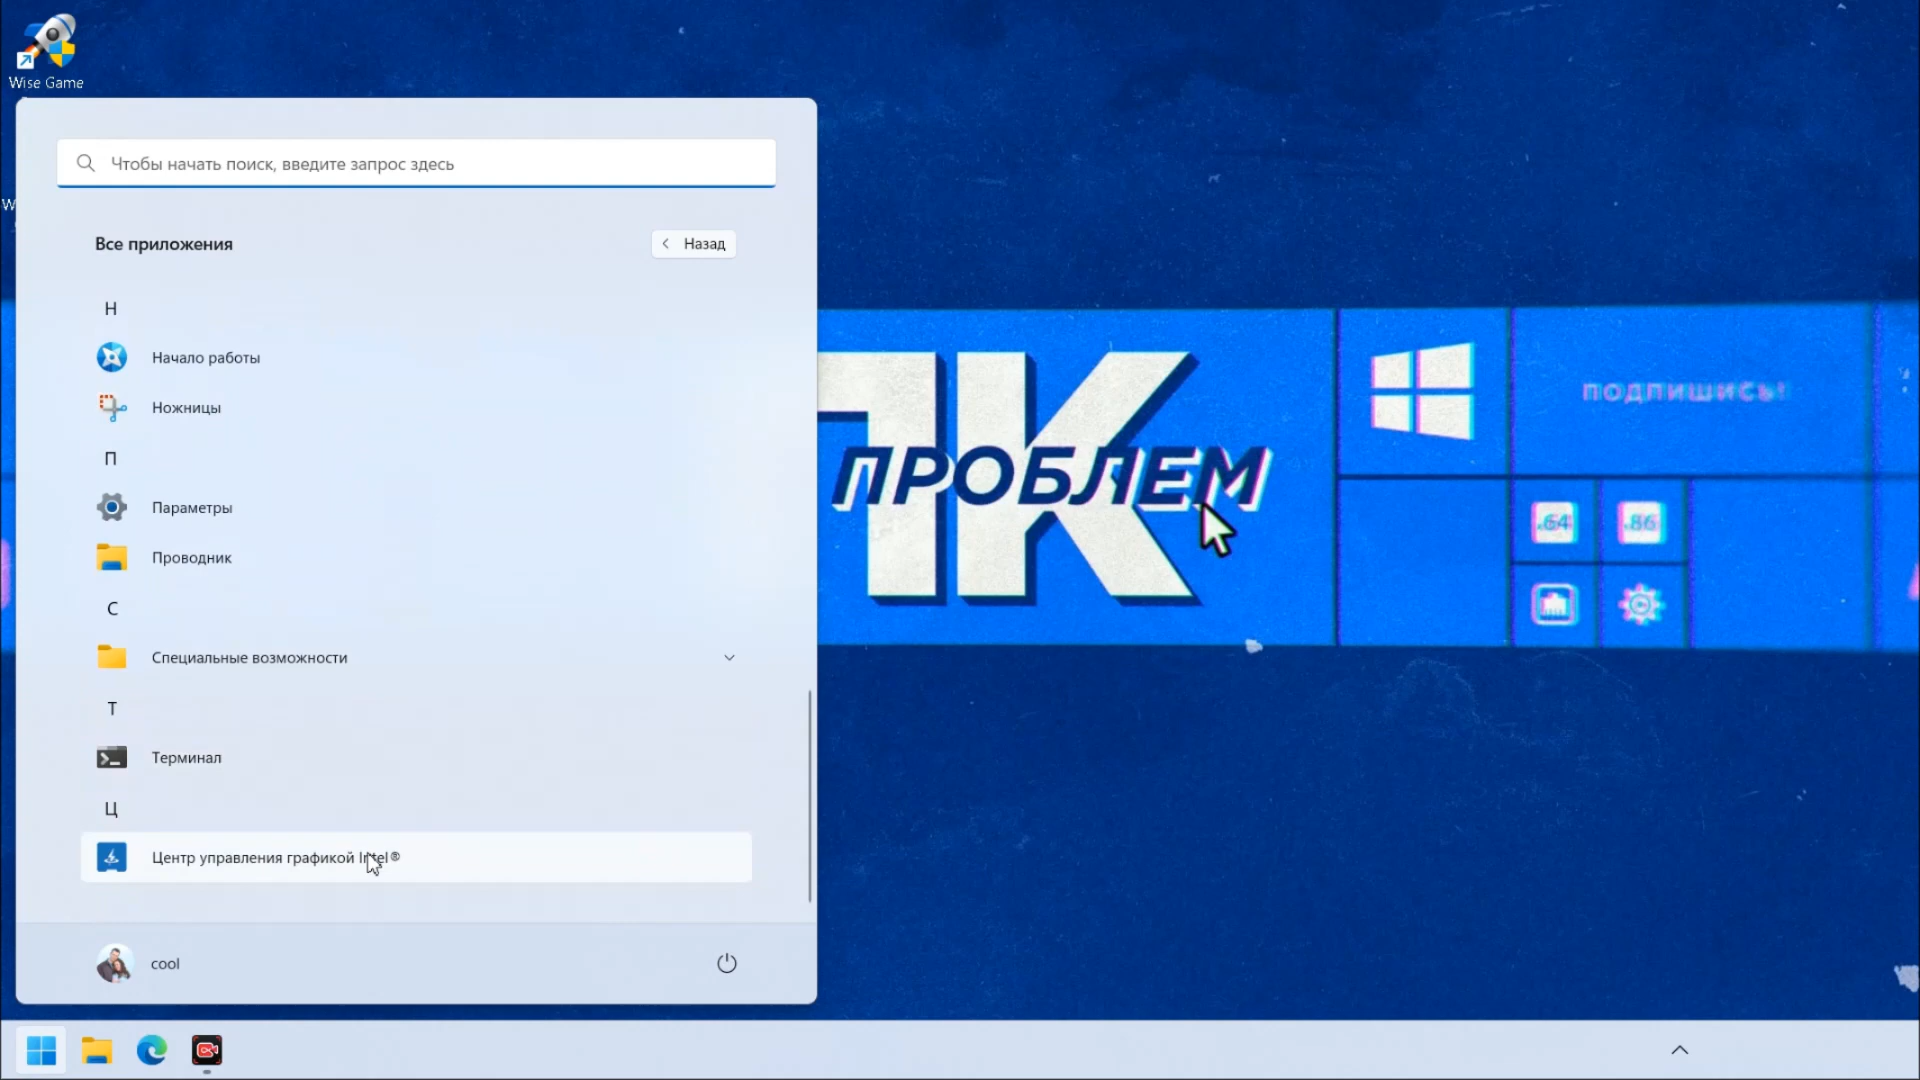 Wise Game
W
Чтобы начать поиск, введите запрос здесь
Все приложения
Назад
Н
Начало работы
Ножницы
П
Параметры
Проводник
С
Специальные возможности
Т
Терминал
Ц
Центр управления графикой Intel®
cool
ПК
ПРОБЛЕМ
ПОДПИШИСЬ!
.64
.86